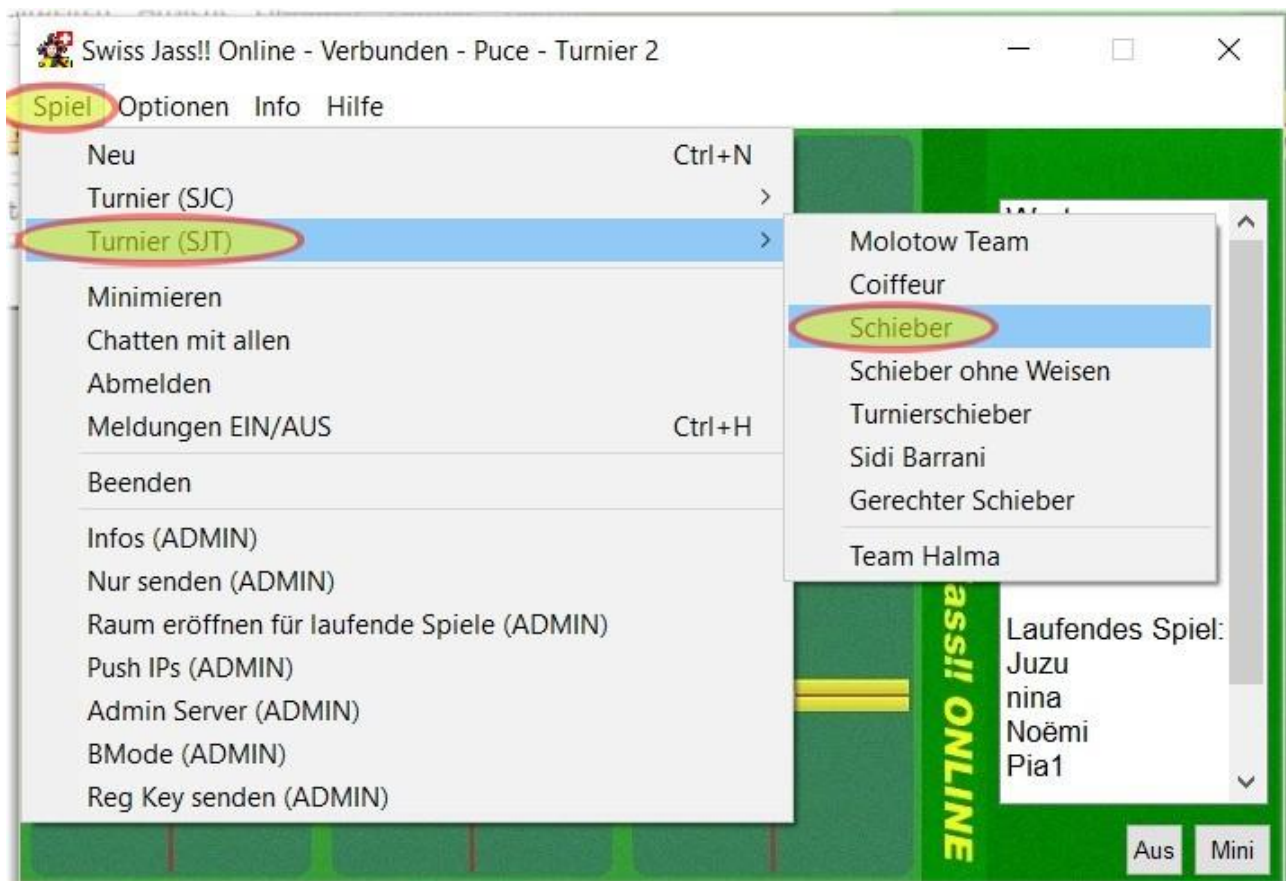 Swiss Jass!! Online - Verbunden - Puce - Turnier 2
Spiel Optionen Info Hilfe
Neu Ctrl+N
Turnier (SJC)
Turnier (SJT)
Minimieren
Chatten mit allen
Abmelden
Meldungen EIN/AUS Ctrl+H
Beenden
Infos (ADMIN)
Nur senden (ADMIN)
Raum eröffnen für laufende Spiele (ADMIN)
Push IPs (ADMIN)
Admin Server (ADMIN)
BMode (ADMIN)
Reg Key senden (ADMIN)
Molotow Team
Coiffeur
Schieber
Schieber ohne Weisen
Turnierschieber
Sidi Barrani
Gerechter Schieber
Team Halma
ONLINE
Laufendes Spiel:
Juzu
nina
Noëmi
Pia1
Aus Mini